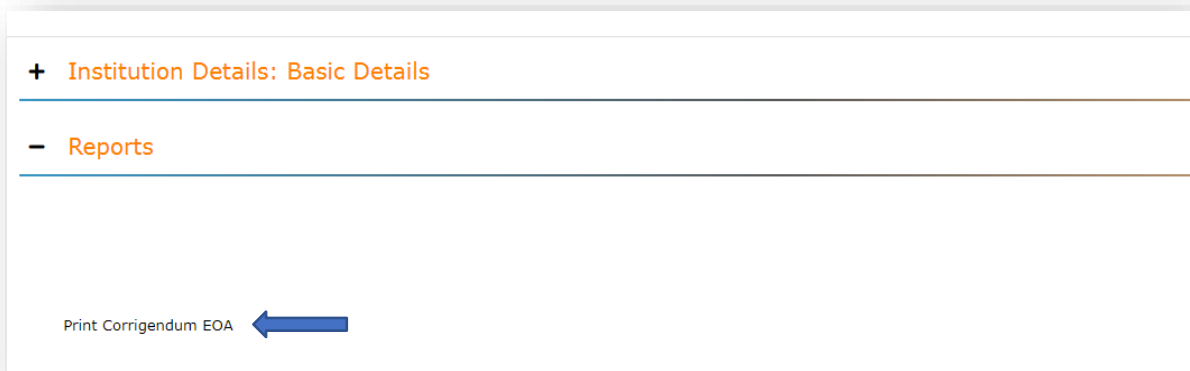 + Institution Details: Basic Details
− Reports
Print Corrigendum EOA